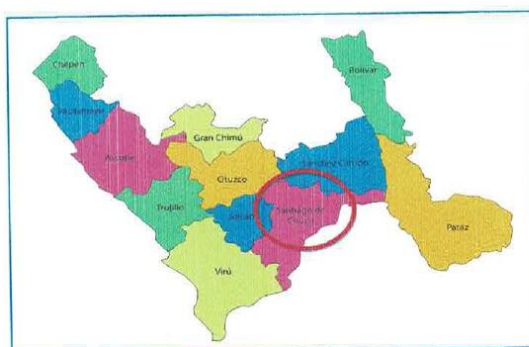 Chepén
Bolívar
Pacasmayo
Gran Chimú
Ascope
Sánchez Carrión
Otuzco
Trujillo
Julcán
Santiago de
Chuco
Pataz
Virú